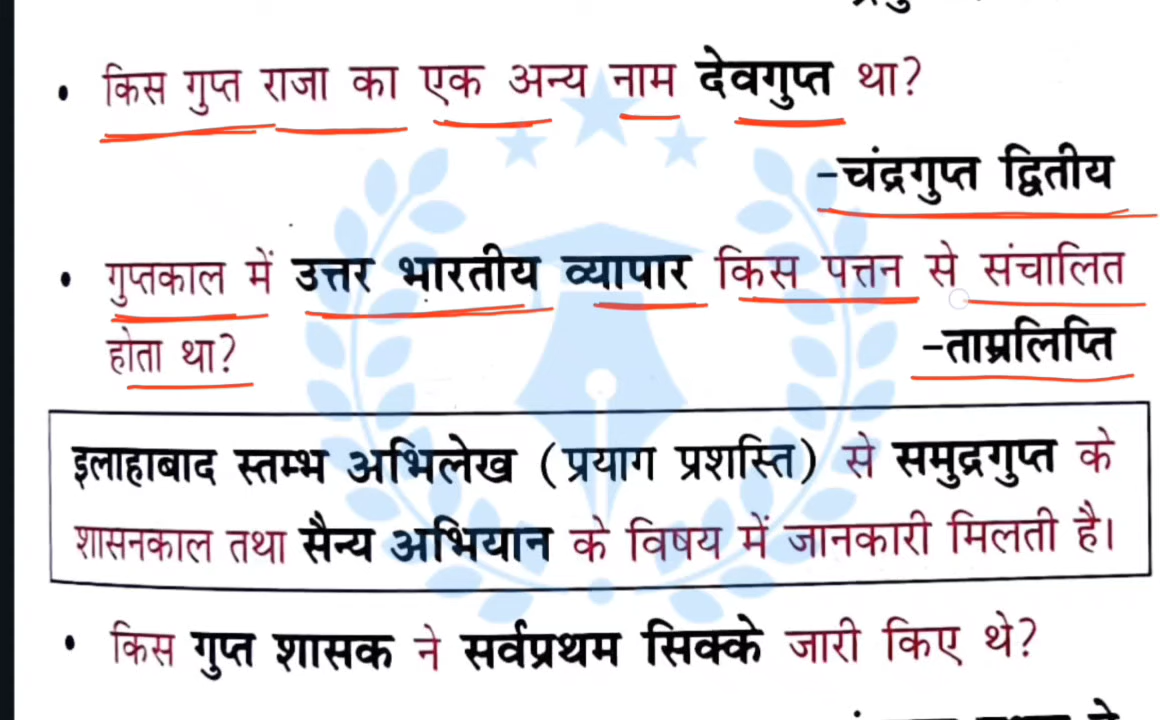 • किस गुप्त राजा का एक अन्य नाम देवगुप्त था?
-चंद्रगुप्त द्वितीय
• गुप्तकाल में उत्तर भारतीय व्यापार किस पत्तन से संचालित
होता था? -ताम्रलिप्ति
इलाहाबाद स्तम्भ अभिलेख (प्रयाग प्रशस्ति) से समुद्रगुप्त के
शासनकाल तथा सैन्य अभियान के विषय में जानकारी मिलती है।
• किस गुप्त शासक ने सर्वप्रथम सिक्के जारी किए थे?